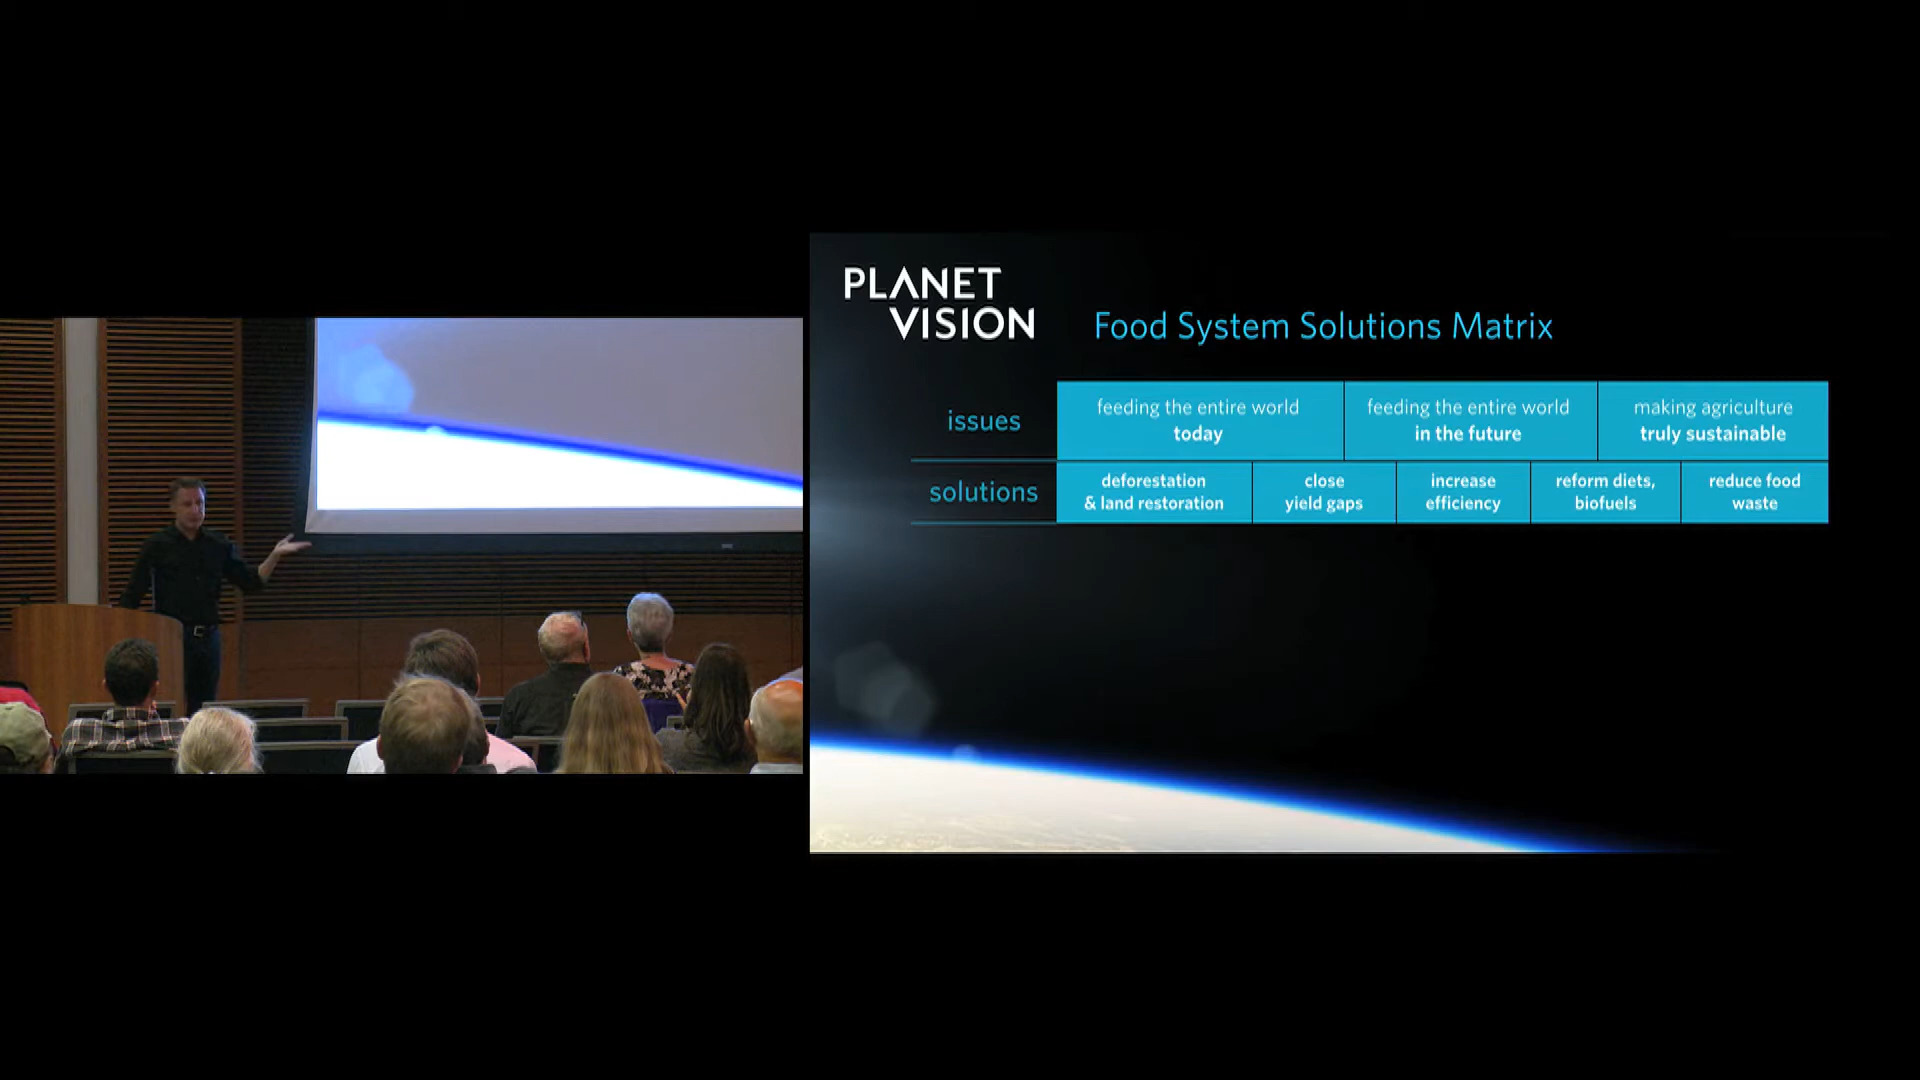 PLANET
VISION
Food System Solutions Matrix
issues
feeding the entire world
today
feeding the entire world
in the future
making agriculture
truly sustainable
solutions
deforestation
& land restoration
close
yield gaps
increase
efficiency
reform diets,
biofuels
reduce food
waste